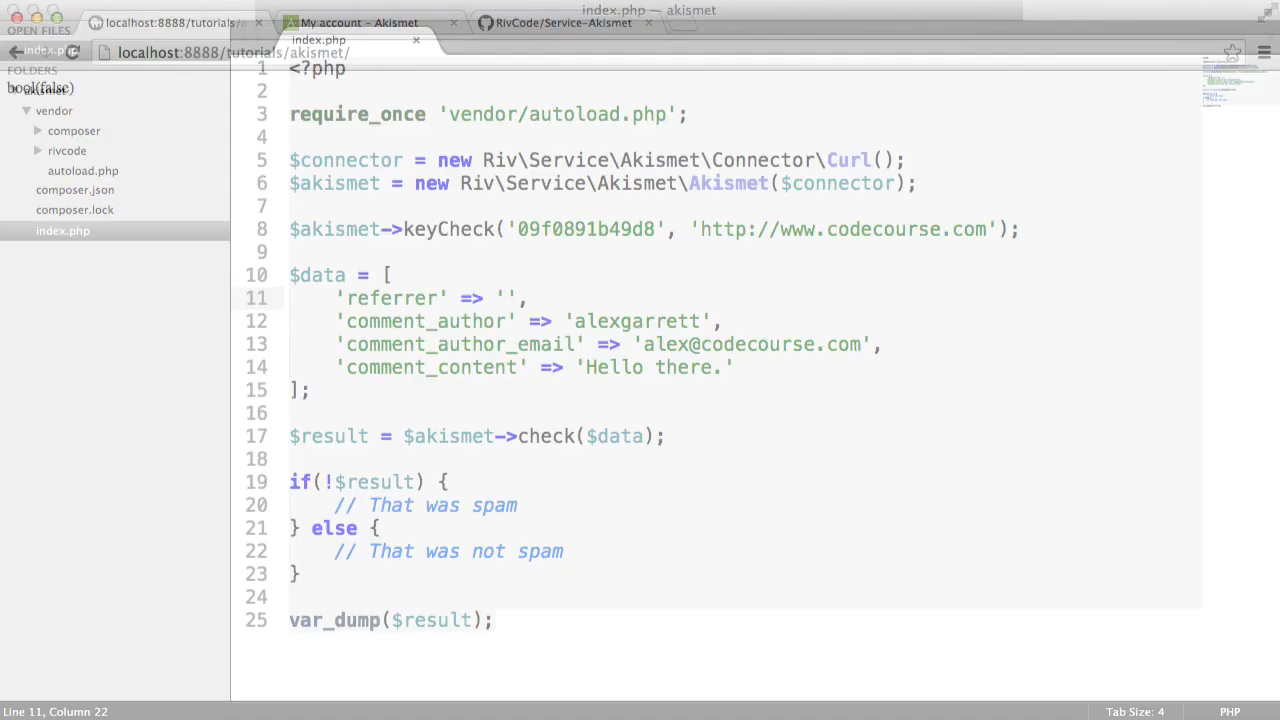 index.php — akismet
OPEN FILES
localhost:8888/tutorials/a
My account - Akismet
RivCode/Service-Akismet
index.php
index.php
localhost:8888/tutorials/akismet/
FOLDERS
bool(false)
akismet
vendor
composer
rivcode
autoload.php
composer.json
composer.lock
index.php
1 <?php
2
3 require_once 'vendor/autoload.php';
4
5 $connector = new Riv\Service\Akismet\Connector\Curl();
6 $akismet = new Riv\Service\Akismet\Akismet($connector);
7
8 $akismet->keyCheck('09f0891b49d8', 'http://www.codecourse.com');
9
10 $data = [
11 'referrer' => '',
12 'comment_author' => 'alexgarrett',
13 'comment_author_email' => 'alex@codecourse.com',
14 'comment_content' => 'Hello there.'
15 ];
16
17 $result = $akismet->check($data);
18
19 if(!$result) {
20 // That was spam
21 } else {
22 // That was not spam
23 }
24
25 var_dump($result);
Line 11, Column 22
Tab Size: 4
PHP